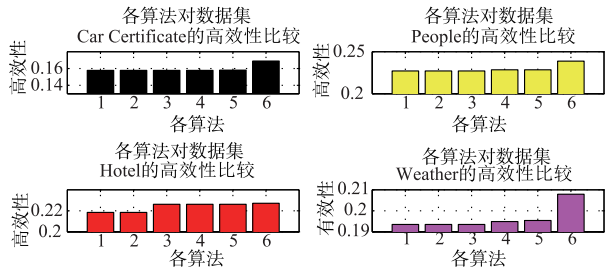 各算法对数据集
Car Certificate的高效性比较
高效性
0.16
0.14
1 2 3 4 5 6
各算法
各算法对数据集
People的高效性比较
高效性
0.25
0.2
1 2 3 4 5 6
各算法
各算法对数据集
Hotel的高效性比较
高效性
0.22
0.2
1 2 3 4 5 6
各算法
各算法对数据集
Weather的高效性比较
有效性
0.21
0.2
0.19
1 2 3 4 5 6
各算法